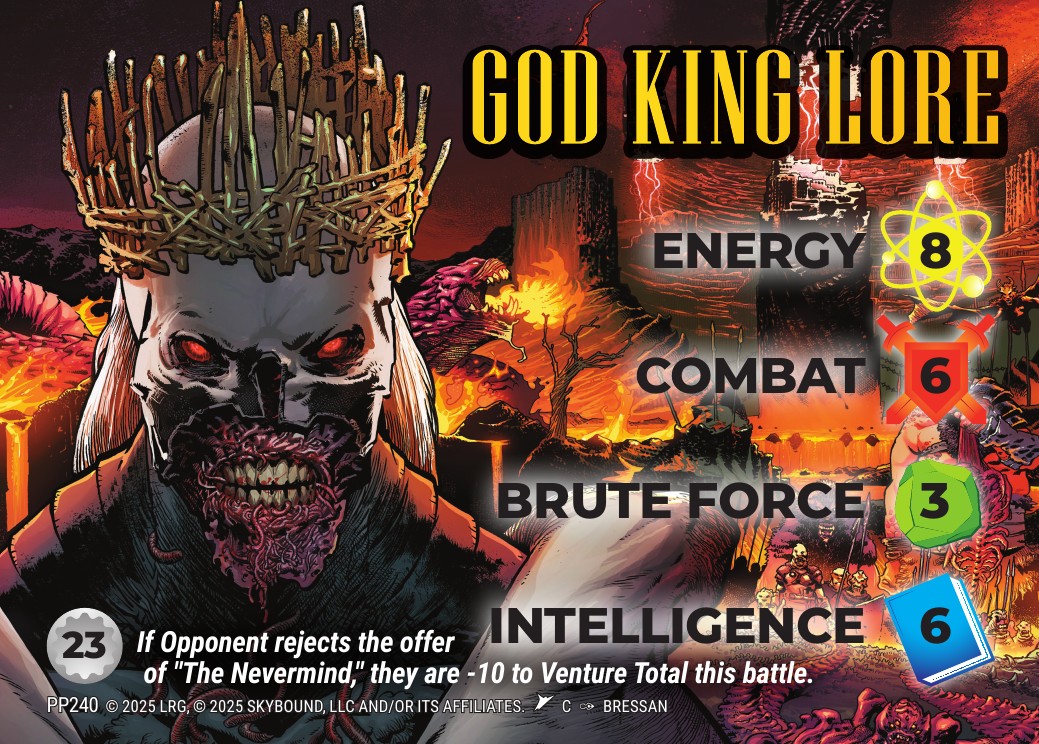 GOD KING LORE
ENERGY 8
COMBAT 6
BRUTE FORCE 3
INTELLIGENCE 6
23
If Opponent rejects the offer
of "The Nevermind," they are -10 to Venture Total this battle.
PP240 © 2025 LRG, © 2025 SKYBOUND, LLC AND/OR ITS AFFILIATES. C BRESSAN